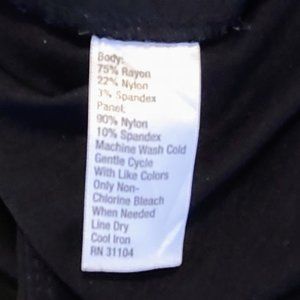 Body:
75% Rayon
22% Nylon
3% Spandex
Panel:
90% Nylon
10% Spandex
Machine Wash Cold
Gentle Cycle
With Like Colors
Only Non-
Chlorine Bleach
When Needed
Line Dry
Cool Iron
RN 31104